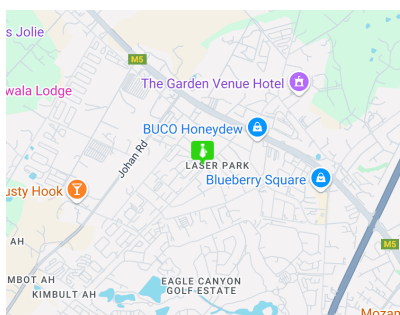 s Jolie
M5
The Garden Venue Hotel
wala Lodge
BUCO Honeydew
Johan Rd
LASER PARK
Blueberry Square
usty Hook
AH
M5
MBOT AH
EAGLE CANYON
GOLF ESTATE
KIMBULT AH
Mozan